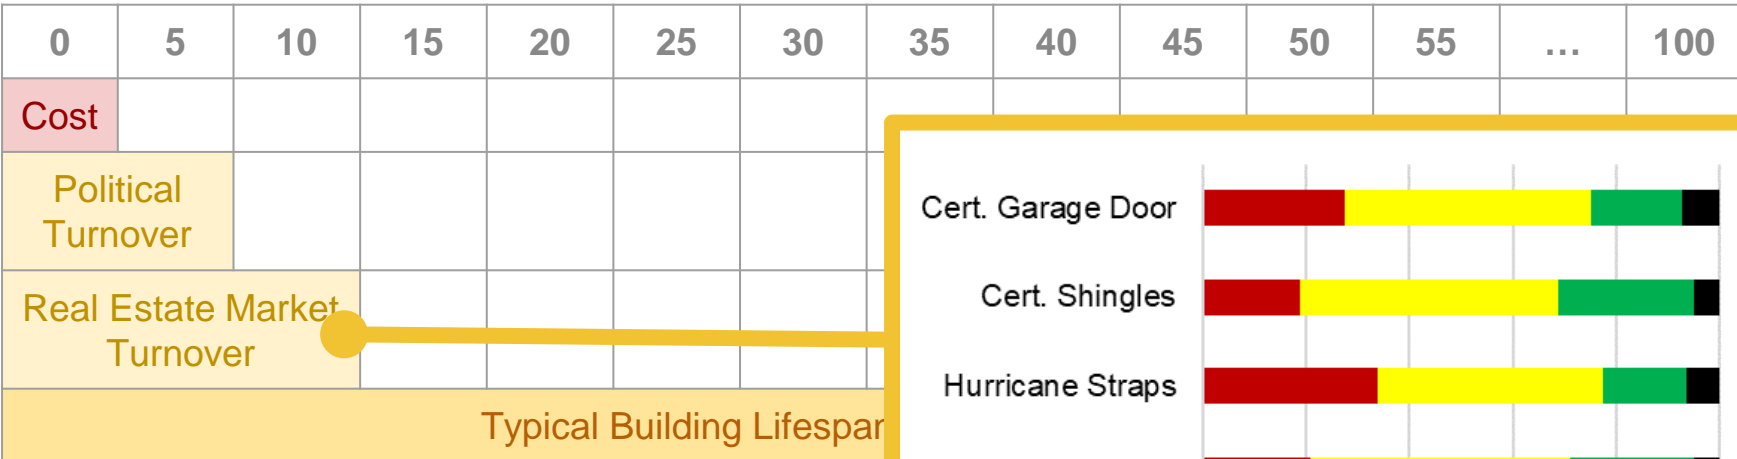 0 5 10 15 20 25 30 35 40 45 50 55 … 100
Cost
Political
Turnover
Real Estate Market
Turnover
Typical Building Lifespan
Cert. Garage Door
Cert. Shingles
Hurricane Straps